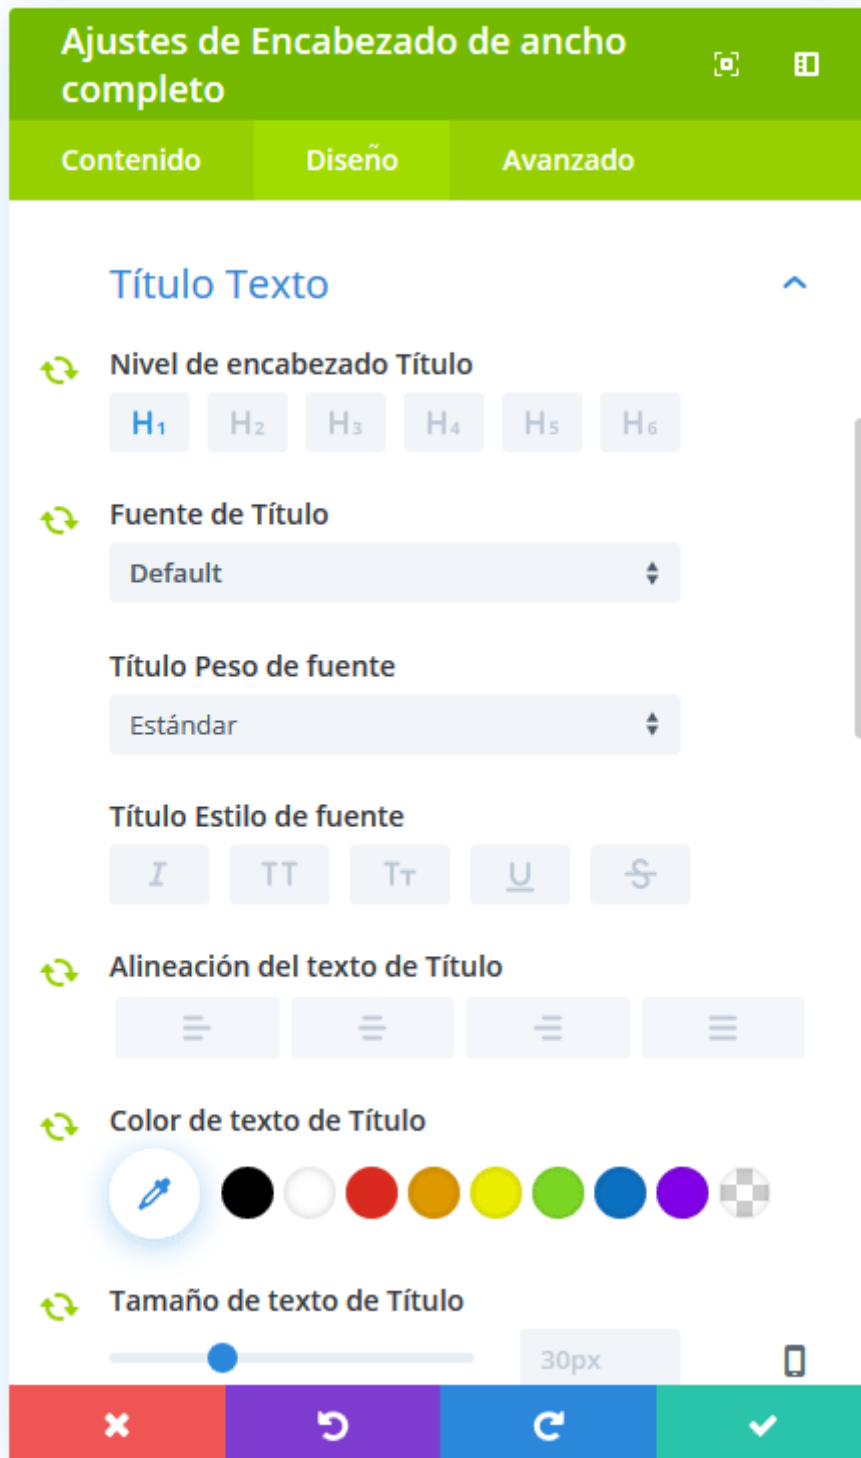 Ajustes de Encabezado de ancho
completo
Contenido Diseño Avanzado
Título Texto
Nivel de encabezado Título
H1 H2 H3 H4 H5 H6
Fuente de Título
Default
Título Peso de fuente
Estándar
Título Estilo de fuente
I TT Tт U S
Alineación del texto de Título
Color de texto de Título
Tamaño de texto de Título
30px